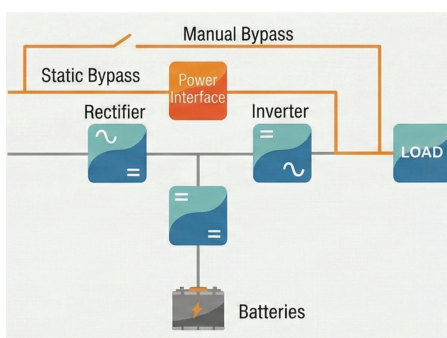 Manual Bypass
Static Bypass
Power
Interface
Rectifier
Inverter
LOAD
Batteries